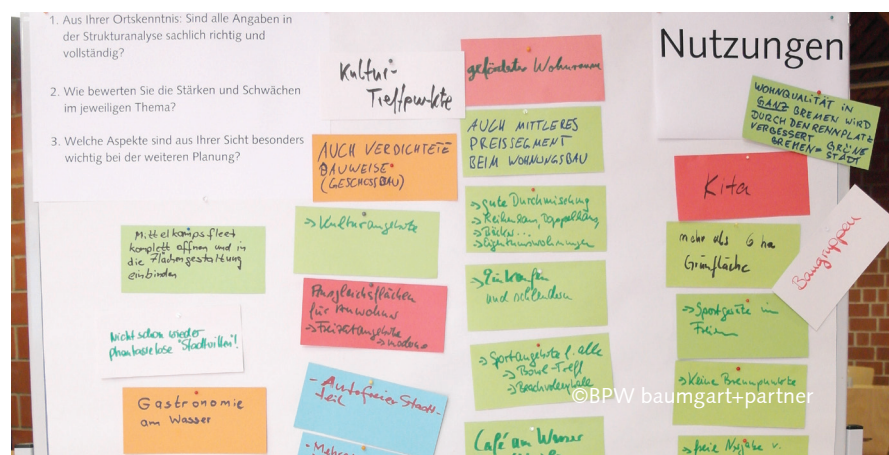 1. Aus Ihrer Ortskenntnis: Sind alle Angaben in
der Strukturanalyse sachlich richtig und
vollständig?
2. Wie bewerten Sie die Stärken und Schwächen
im jeweiligen Thema?
3. Welche Aspekte sind aus Ihrer Sicht besonders
wichtig bei der weiteren Planung?
Mittelkampsfleet
komplett öffnen und in
die Flächengestaltung
einbinden
Nicht schon wieder
phantasielose "Stadtvillen"!
Gastronomie
am Wasser
Kultur-
Treffpunkte
AUCH VERDICHTETE
BAUWEISE
(GESCHOSSBAU)
→ Kulturangebote
Ausgleichsflächen
für Anwohner
→ Freizeitangebote
- Autofreier Stadt-
teil
geförderter Wohnraum
AUCH MITTLERES
PREISSEGMENT
BEIM WOHNUNGSBAU
→ gute Durchmischung
→ Reihenhaus, Doppelhaus,
→ Eigentumswohnungen
→ Einkaufen
und schlendern
→ Sportangebote f. alle
→ Boule-Treff
→ Beachvolleyball
Café am Wasser
Nutzungen
WOHNQUALITÄT IN
GANZ BREMEN WIRD
DURCH DEN RENNPLATZ
VERBESSERT GRÜNE
BREMEN = STADT
Kita
mehr als 6 ha
Grünfläche
Baugruppen
→ Sportgeräte im
Freien
→ Keine Brennpunkte
©BPW baumgart+partner